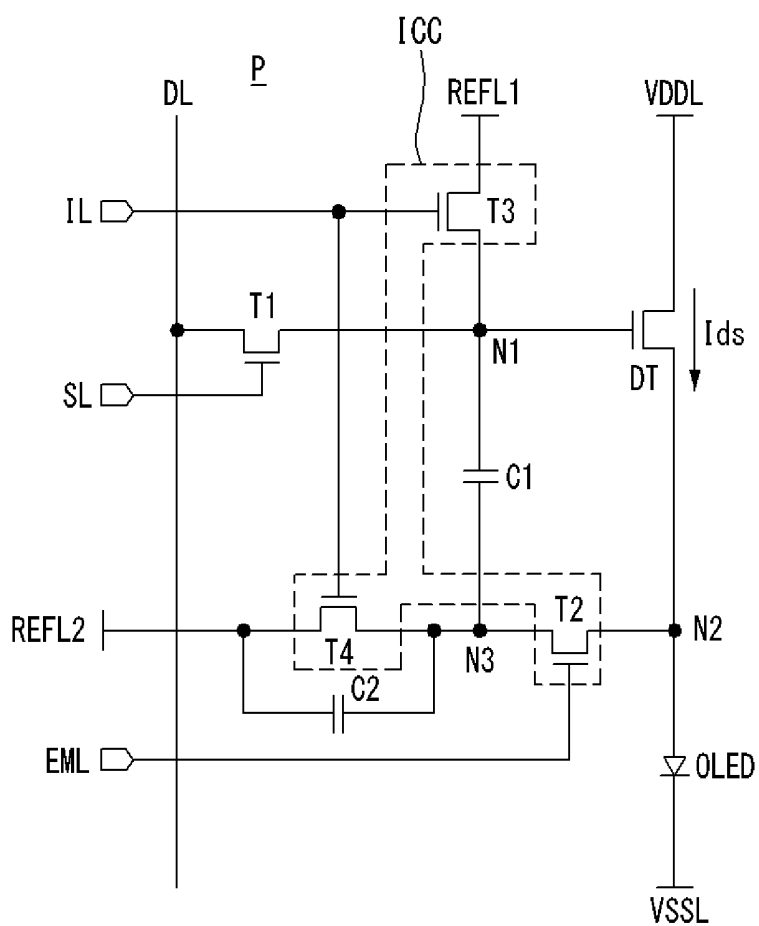 ICC
P
DL
REFL1
VDDL
IL
T3
T1
N1
Ids
DT
SL
C1
T2
REFL2
T4
N3
N2
C2
EML
OLED
VSSL